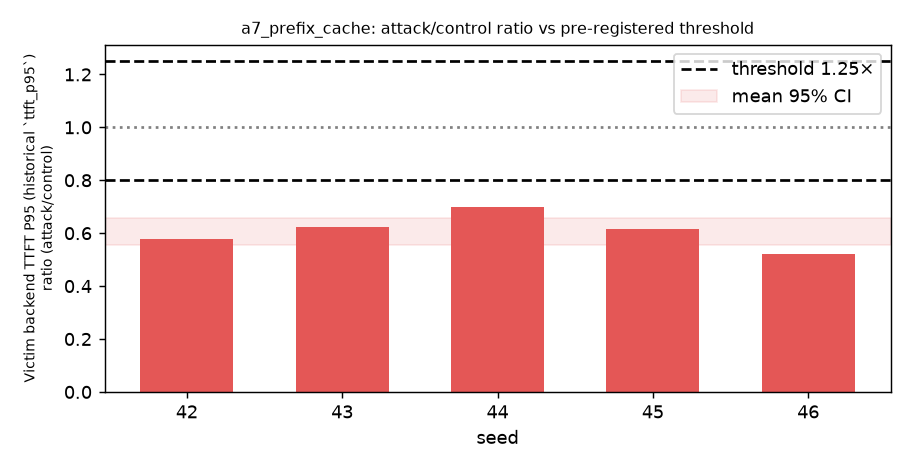 a7_prefix_cache: attack/control ratio vs pre-registered threshold
Victim backend TTFT P95 (historical `ttft_p95`)
ratio (attack/control)
1.2
1.0
0.8
0.6
0.4
0.2
0.0
threshold 1.25×
mean 95% CI
42
43
44
45
46
seed